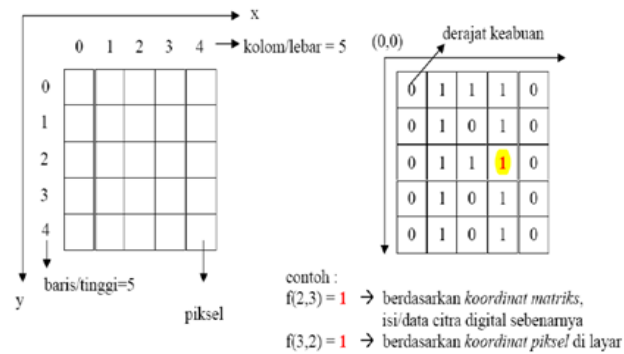 x
0 1 2 3 4 → kolom/lebar = 5
0
1
2
3
4
baris/tinggi=5
y
piksel
(0,0)
derajat keabuan
0 1 1 1 0
0 1 0 1 0
0 1 1 1 0
0 1 0 1 0
0 1 0 1 0
contoh :
f(2,3) = 1 → berdasarkan koordinat matriks,
isi/data citra digital sebenarnya
f(3,2) = 1 → berdasarkan koordinat piksel di layar